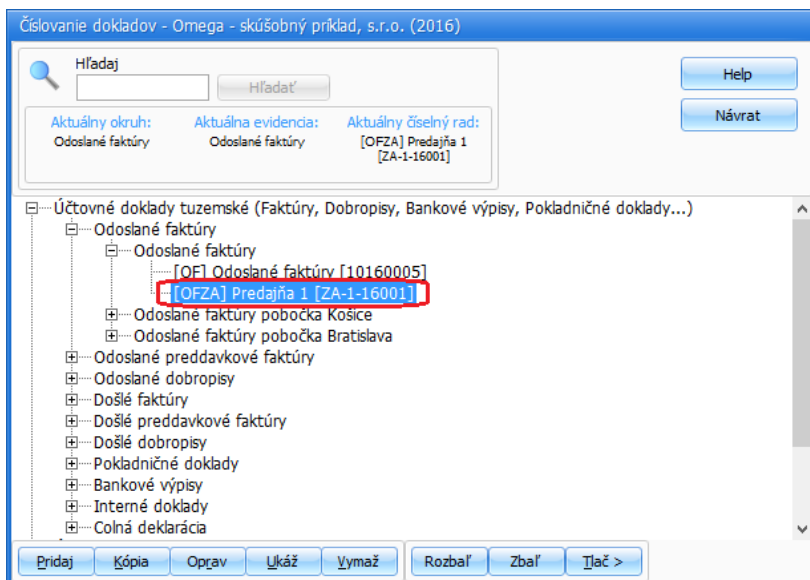 Číslovanie dokladov - Omega - skúšobný príklad, s.r.o. (2016)
Hľadaj
Hľadať
Help
Návrat
Aktuálny okruh: Aktuálna evidencia: Aktuálny číselný rad:
Odoslané faktúry Odoslané faktúry [OFZA] Predajňa 1
[ZA-1-16001]
Účtovné doklady tuzemské (Faktúry, Dobropisy, Bankové výpisy, Pokladničné doklady...)
Odoslané faktúry
Odoslané faktúry
[OF] Odoslané faktúry [10160005]
[OFZA] Predajňa 1 [ZA-1-16001]
Odoslané faktúry pobočka Košice
Odoslané faktúry pobočka Bratislava
Odoslané preddavkové faktúry
Odoslané dobropisy
Došlé faktúry
Došlé preddavkové faktúry
Došlé dobropisy
Pokladničné doklady
Bankové výpisy
Interné doklady
Colná deklarácia
Pridaj Kópia Oprav Ukáž Vymaž Rozbaľ Zbaľ Tlač >